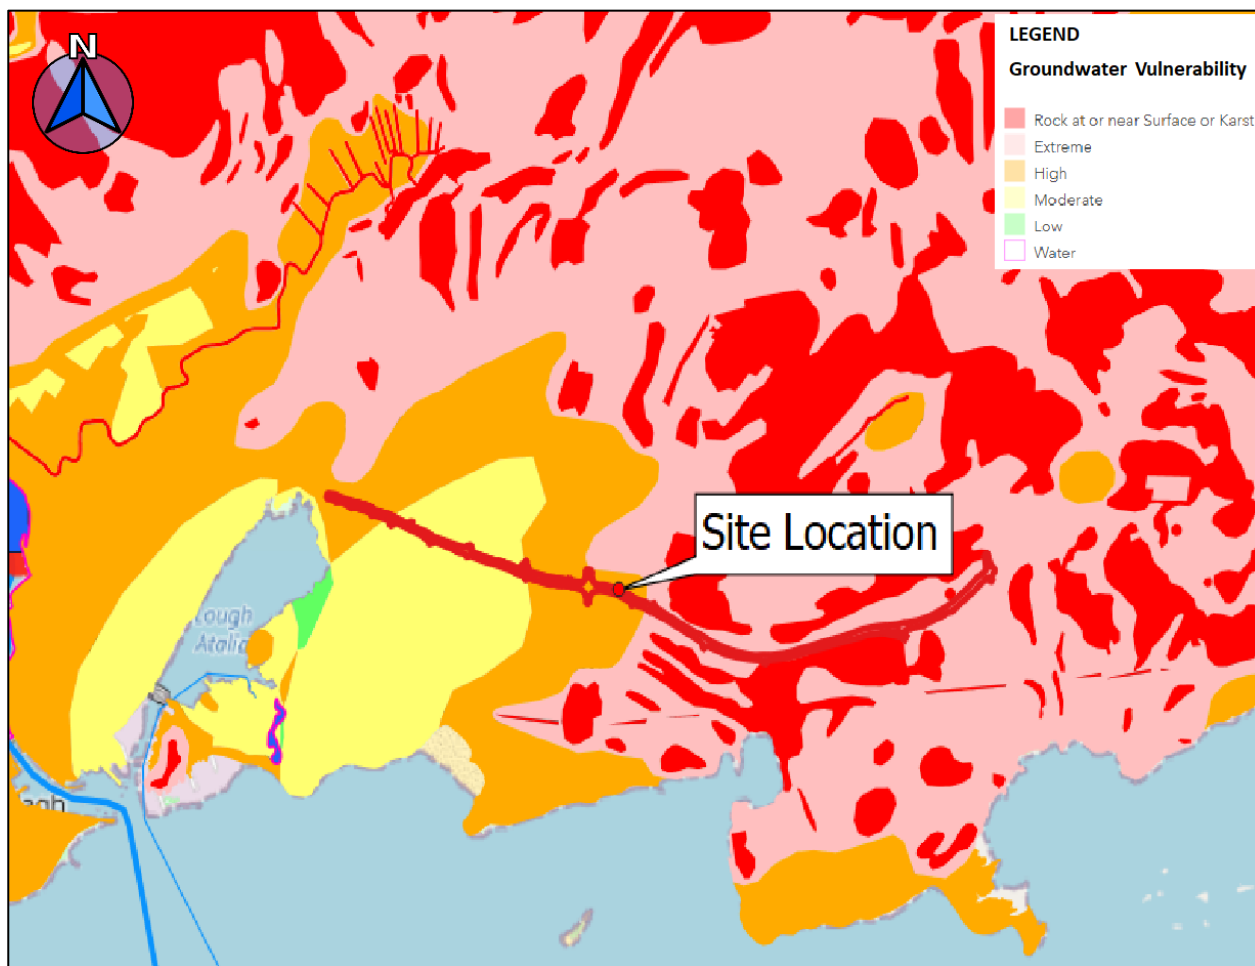 N
LEGEND
Groundwater Vulnerability
Rock at or near Surface or Karst
Extreme
High
Moderate
Low
Water
Site Location
Lough
Atalia